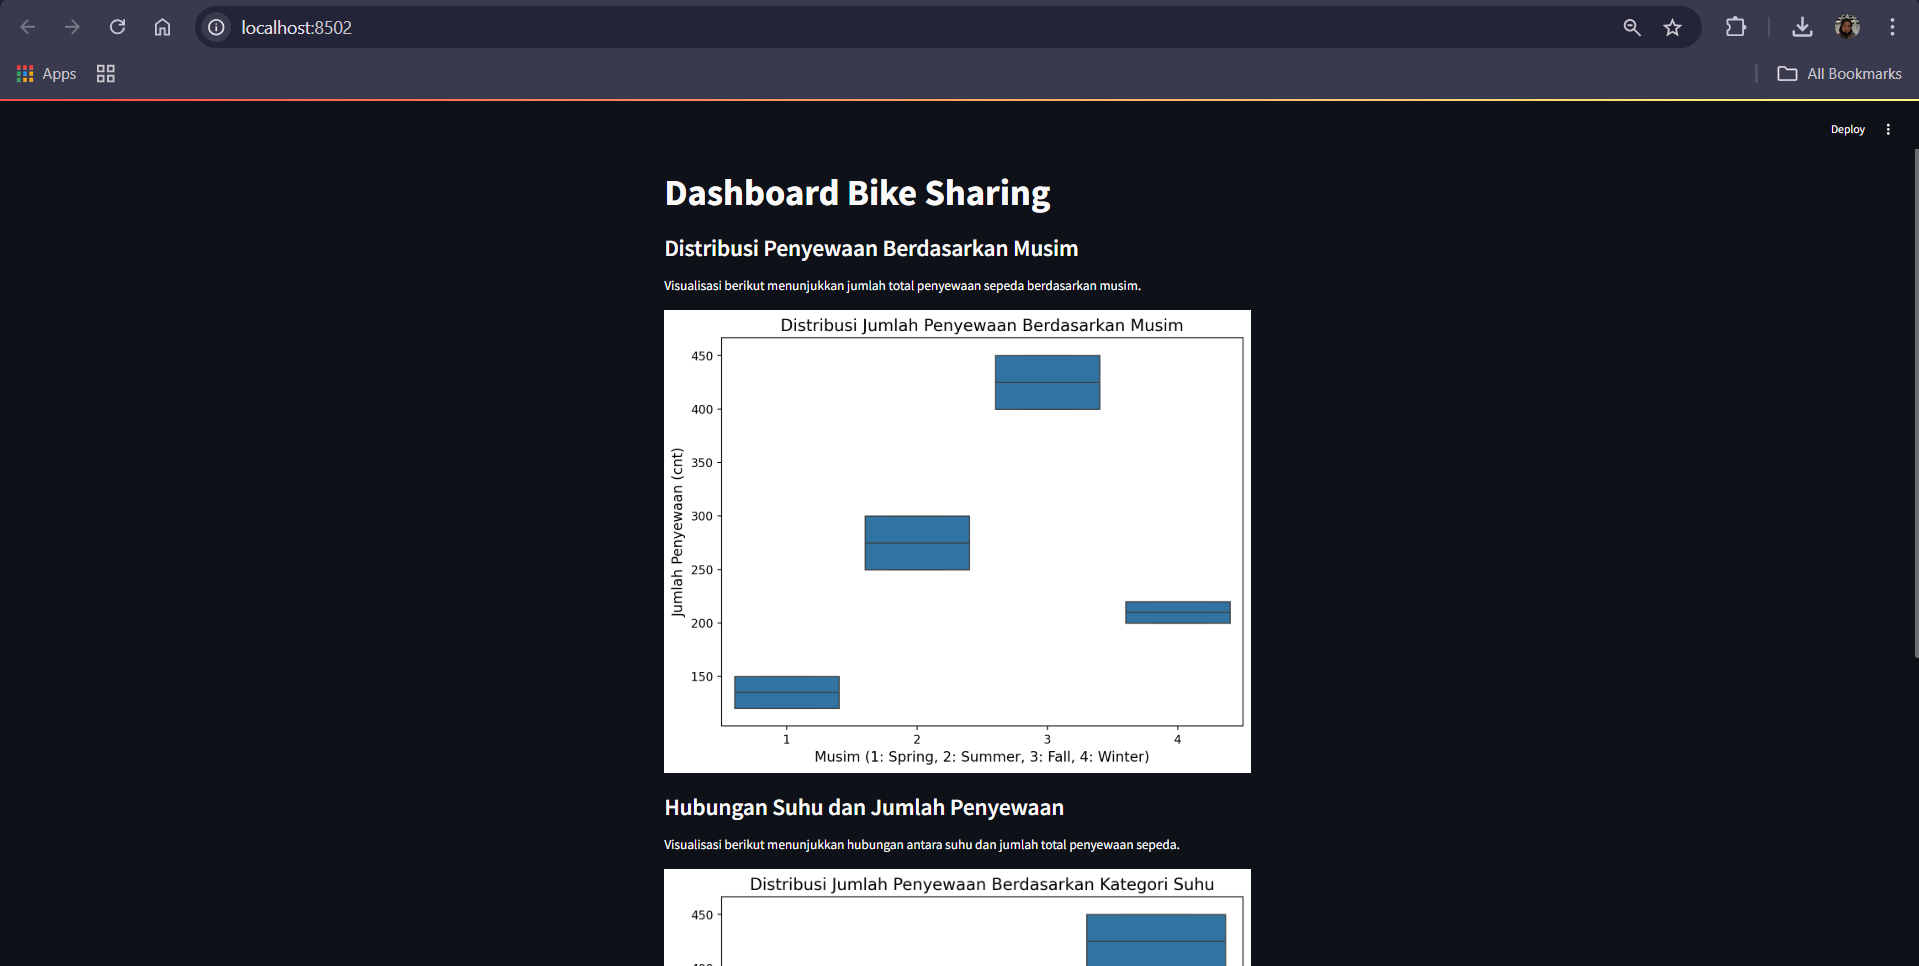 localhost:8502
Apps
All Bookmarks
Deploy
Dashboard Bike Sharing
Distribusi Penyewaan Berdasarkan Musim
Visualisasi berikut menunjukkan jumlah total penyewaan sepeda berdasarkan musim.
Distribusi Jumlah Penyewaan Berdasarkan Musim
Jumlah Penyewaan (cnt)
450
400
350
300
250
200
150
1 2 3 4
Musim (1: Spring, 2: Summer, 3: Fall, 4: Winter)
Hubungan Suhu dan Jumlah Penyewaan
Visualisasi berikut menunjukkan hubungan antara suhu dan jumlah total penyewaan sepeda.
Distribusi Jumlah Penyewaan Berdasarkan Kategori Suhu
450